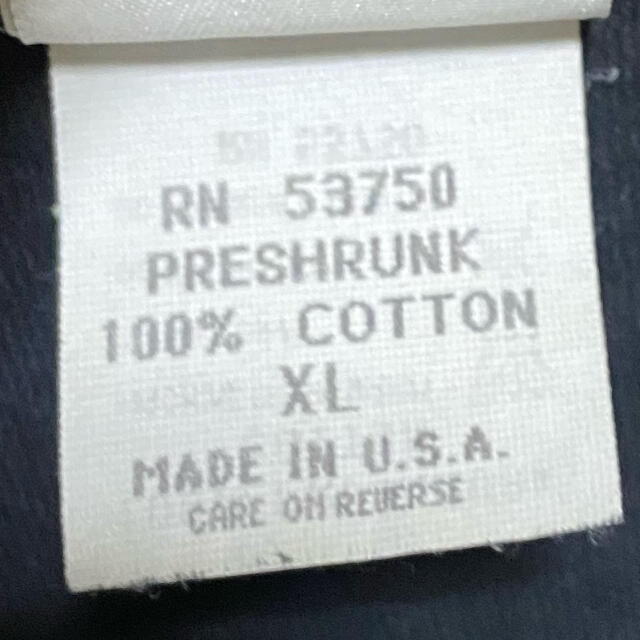 RN 53750
PRESHRUNK
100% COTTON
XL
MADE IN U.S.A.
CARE ON REVERSE